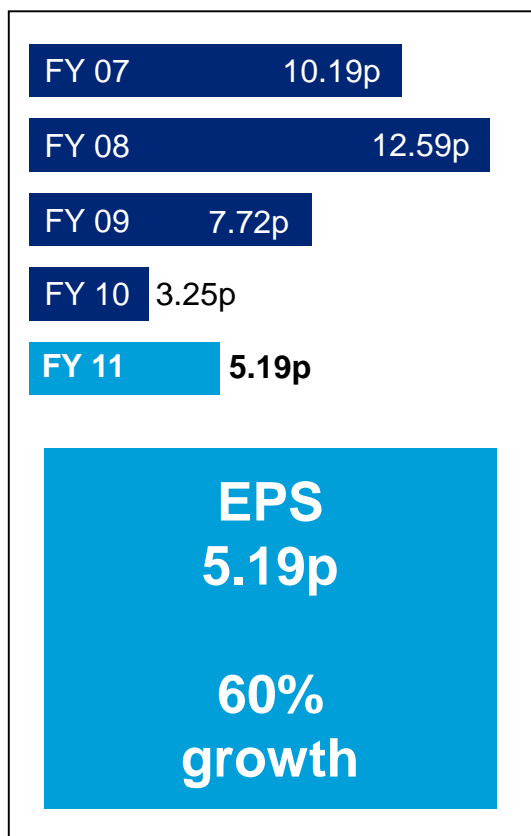 FY 07 10.19p
FY 08 12.59p
FY 09 7.72p
FY 10 3.25p
FY 11 5.19p
EPS
5.19p
60%
growth